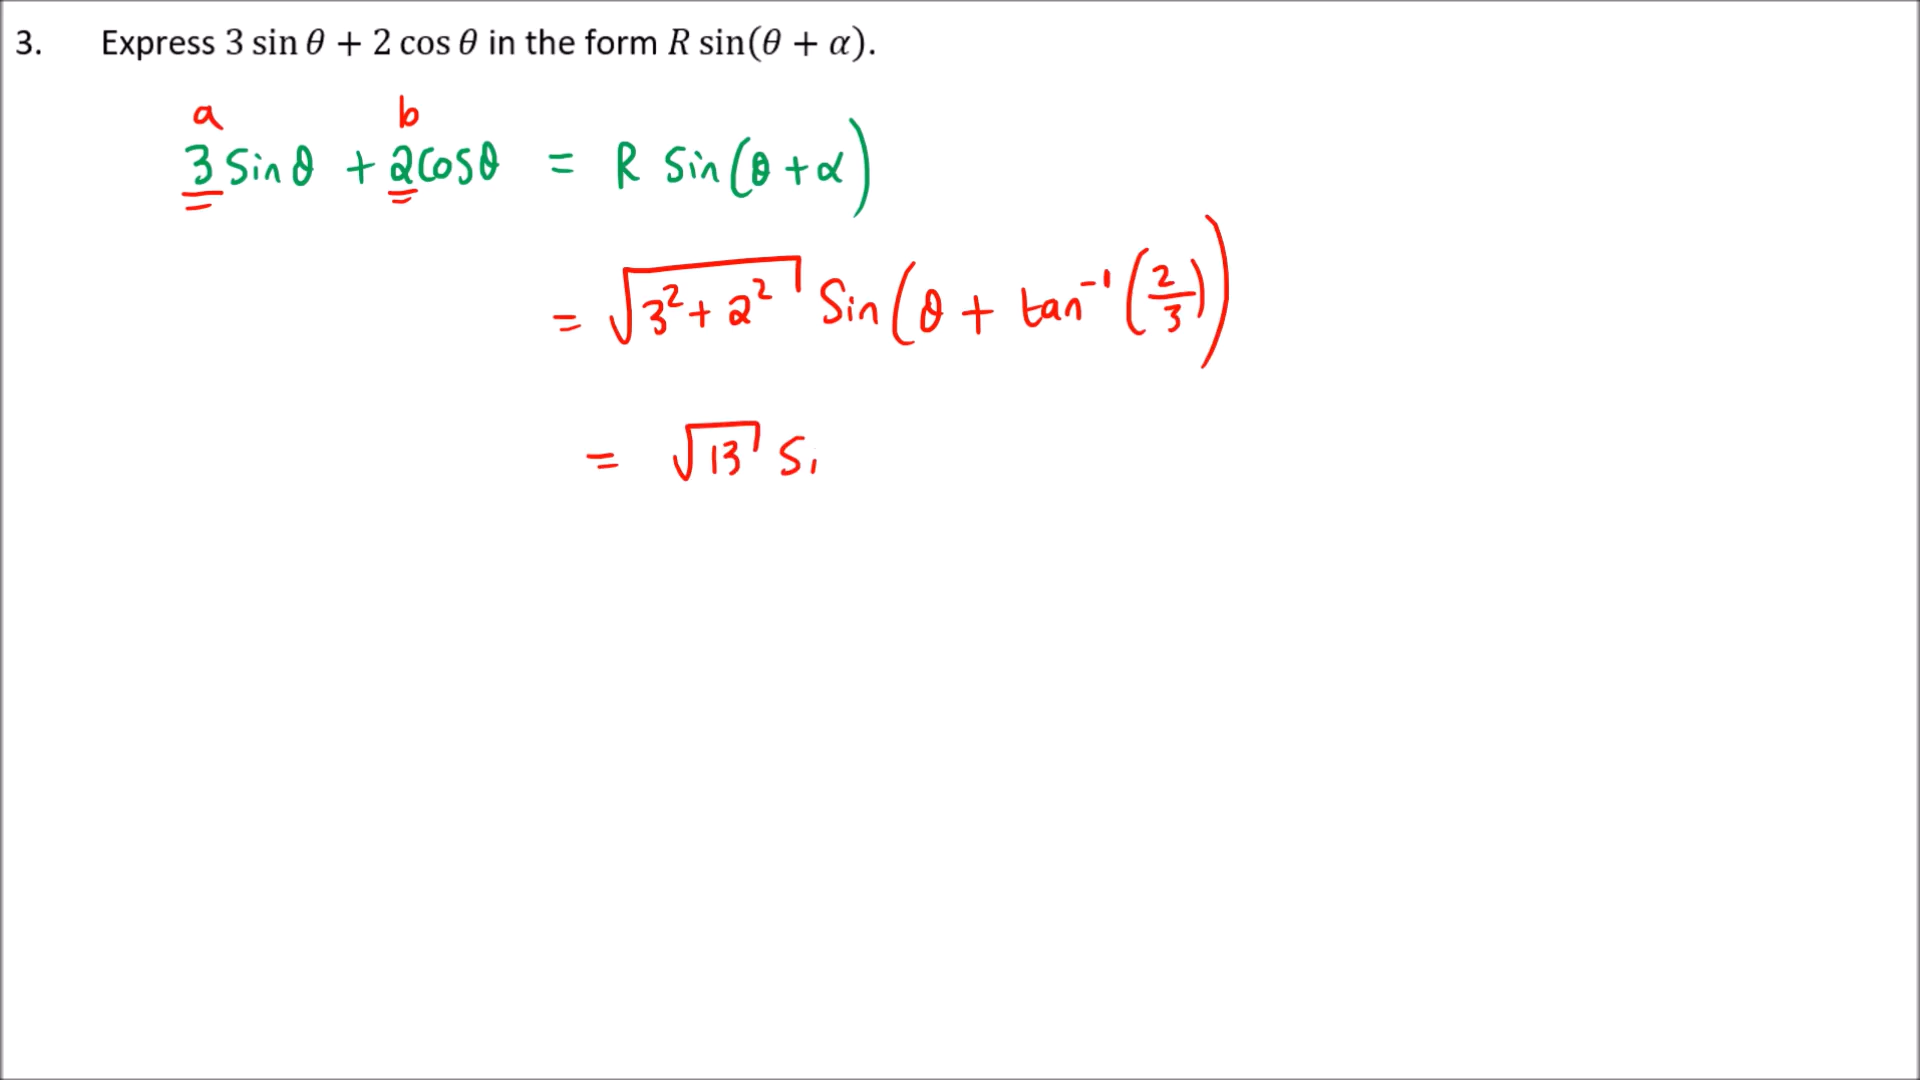 3. Express 3 sin θ + 2 cos θ in the form R sin(θ + α).
a b
3 Sin θ + 2 Cos θ = R Sin(θ + α)
= √(3² + 2²) Sin(θ + tan⁻¹(2/3))
= √13 Si